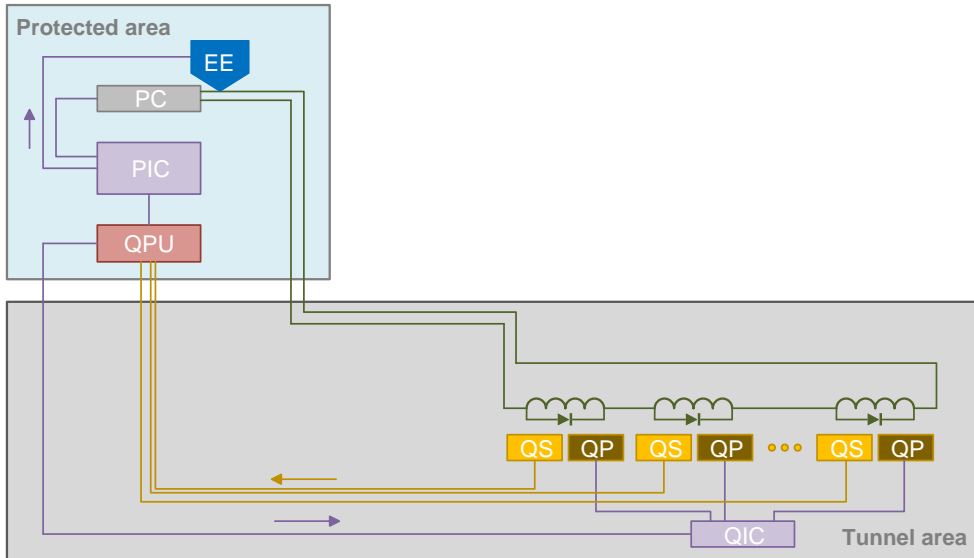 Protected area
EE
PC
PIC
QPU
QS QP QS QP QS QP
QIC
Tunnel area